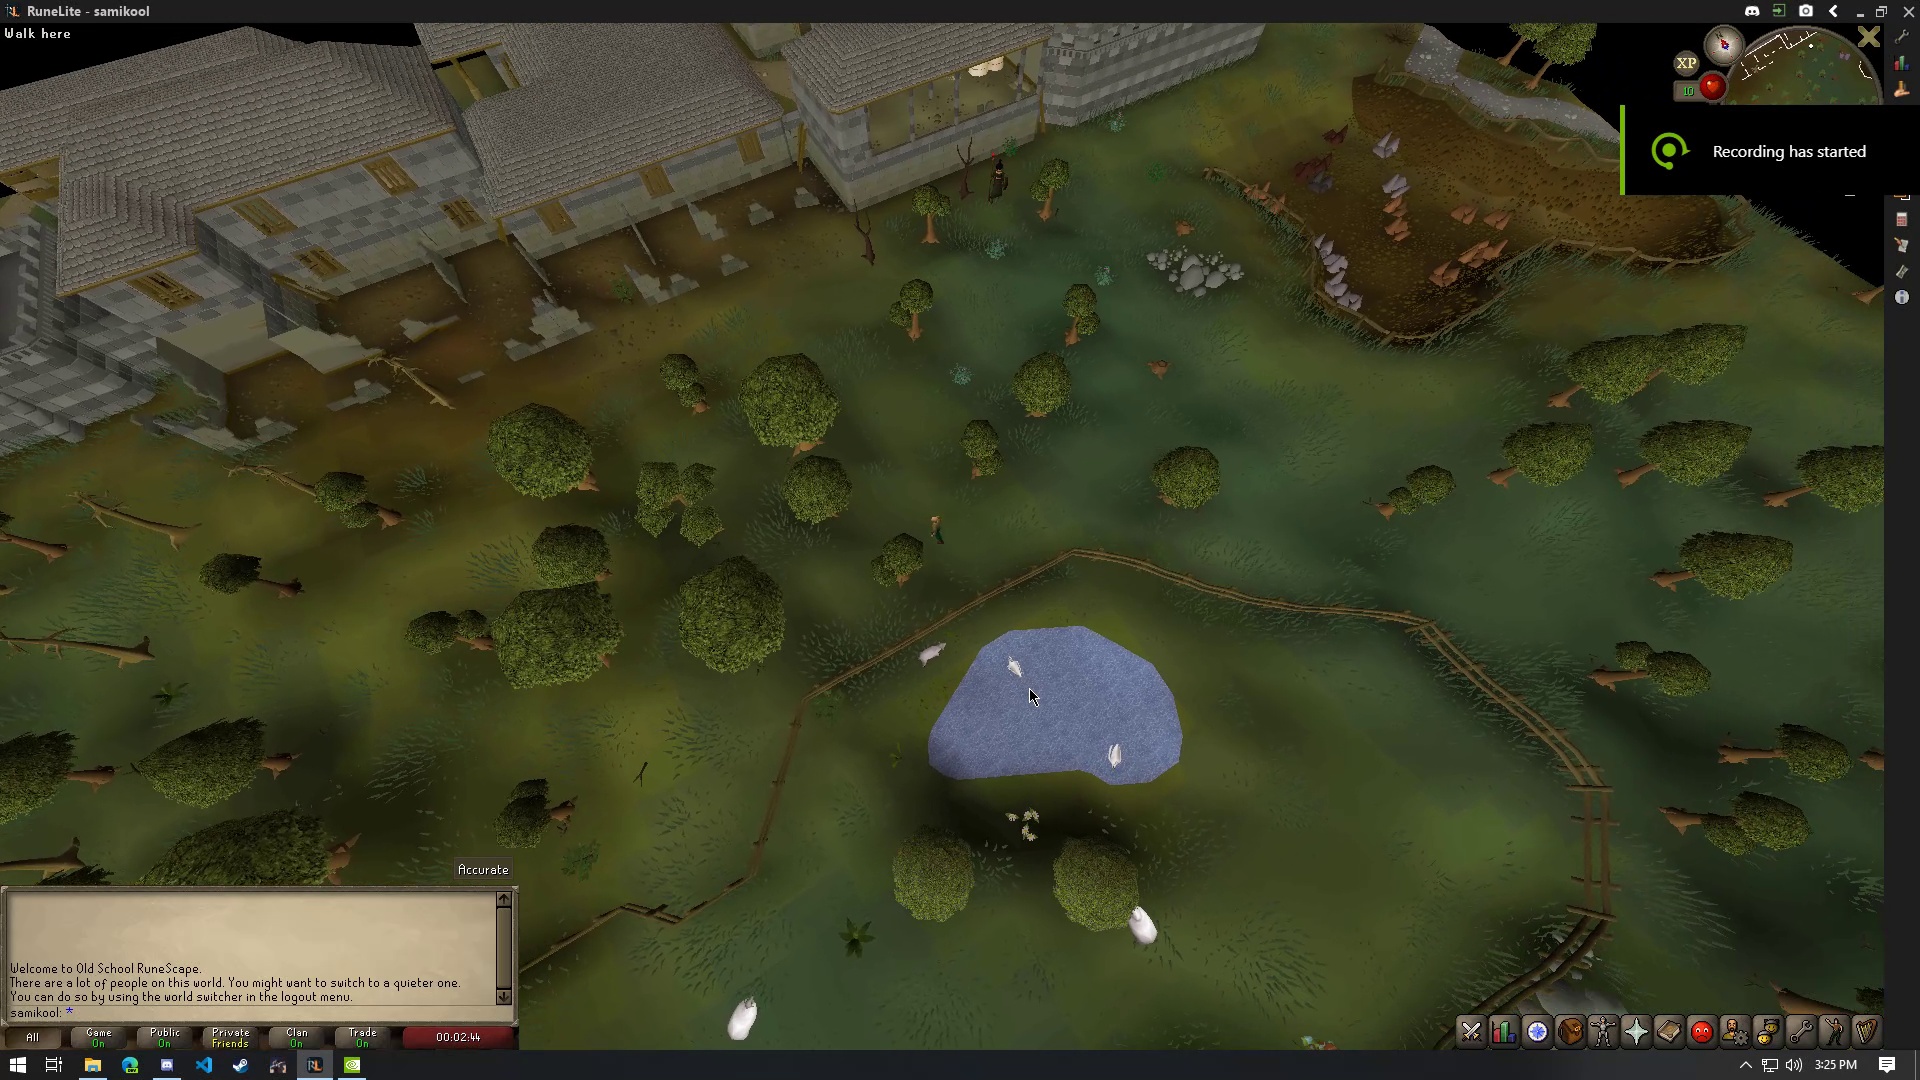 RuneLite - samikool
Walk here
XP
10
Recording has started
Accurate
Welcome to Old School RuneScape.
There are a lot of people on this world. You might want to switch to a quieter one.
You can do so by using the world switcher in the logout menu.
samikool: *
All
Game
On
Public
On
Private
Friends
Clan
On
Trade
On
00:02:44
3:25 PM